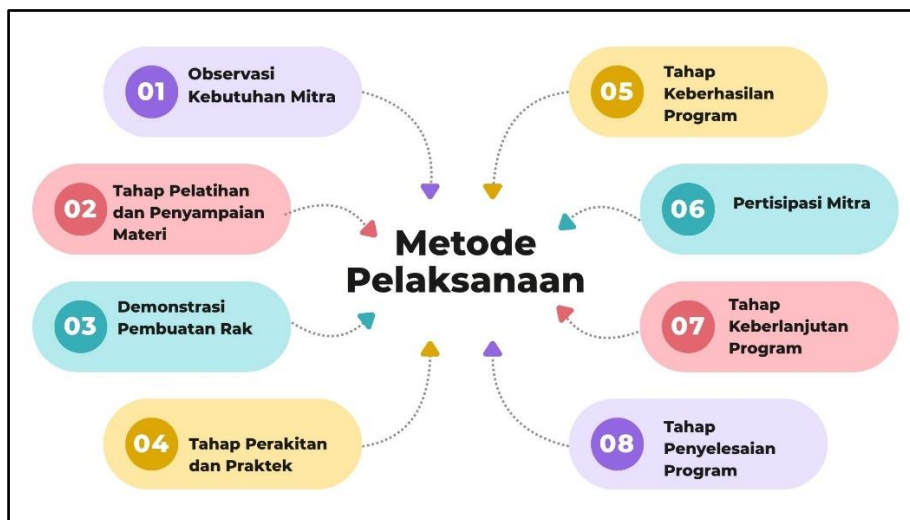 01
Observasi
Kebutuhan Mitra
02
Tahap Pelatihan
dan Penyampaian
Materi
03
Demonstrasi
Pembuatan Rak
04
Tahap Perakitan
dan Praktek
Metode
Pelaksanaan
05
Tahap
Keberhasilan
Program
06
Pertisipasi Mitra
07
Tahap
Keberlanjutan
Program
08
Tahap
Penyelesaian
Program